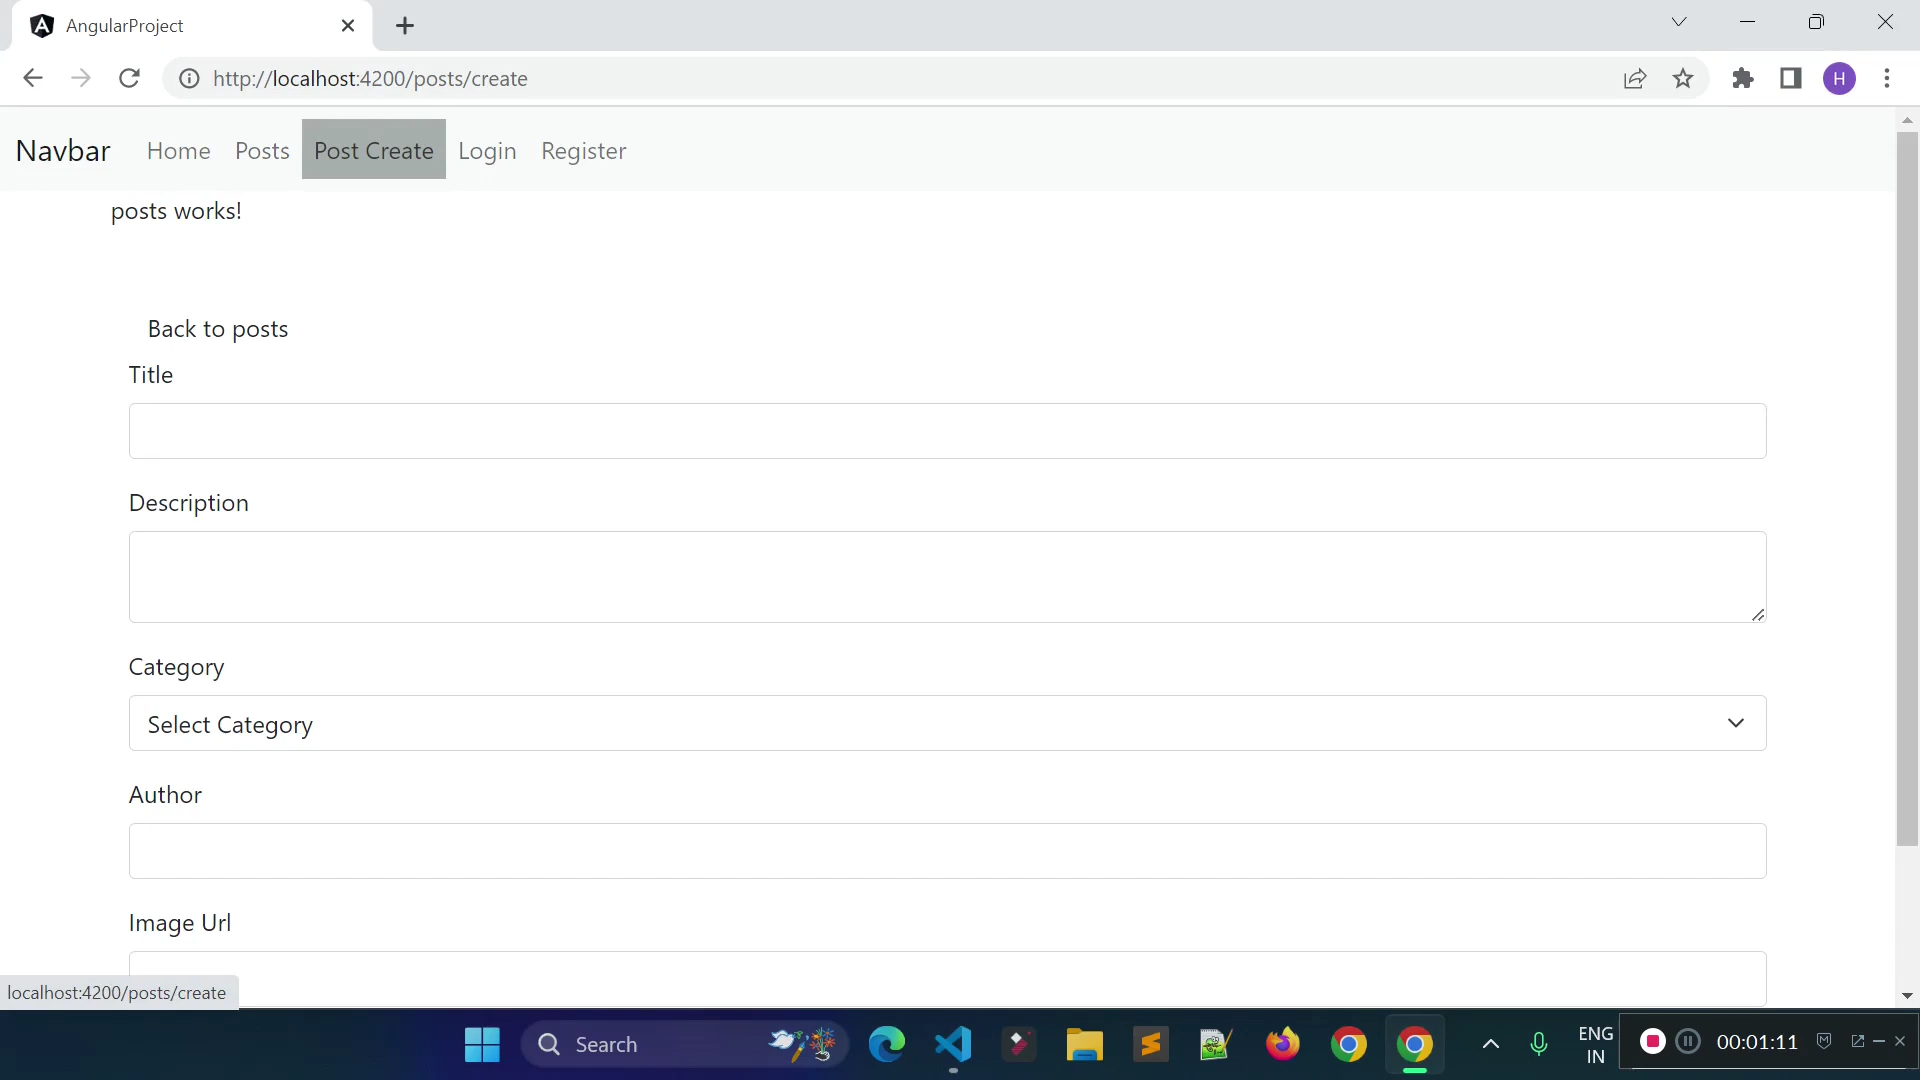 AngularProject
http://localhost:4200/posts/create
H
Navbar Home Posts Post Create Login Register
posts works!
Back to posts
Title
Description
Category
Select Category
Author
Image Url
localhost:4200/posts/create
Search
ENG
IN
00:01:11